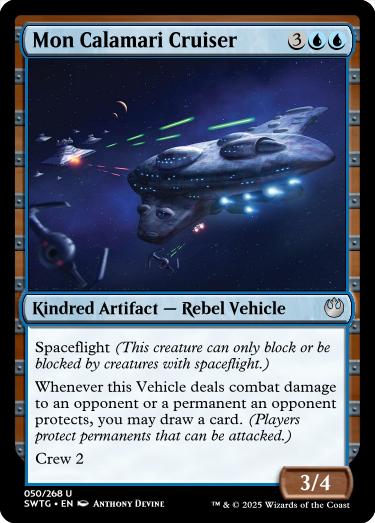 Mon Calamari Cruiser 3
Kindred Artifact — Rebel Vehicle
Spaceflight (This creature can only block or be
blocked by creatures with spaceflight.)
Whenever this Vehicle deals combat damage
to an opponent or a permanent an opponent
protects, you may draw a card. (Players
protect permanents that can be attacked.)
Crew 2
3/4
050/268 U
SWTG • EN Anthony Devine
™ & © 2025 Wizards of the Coast